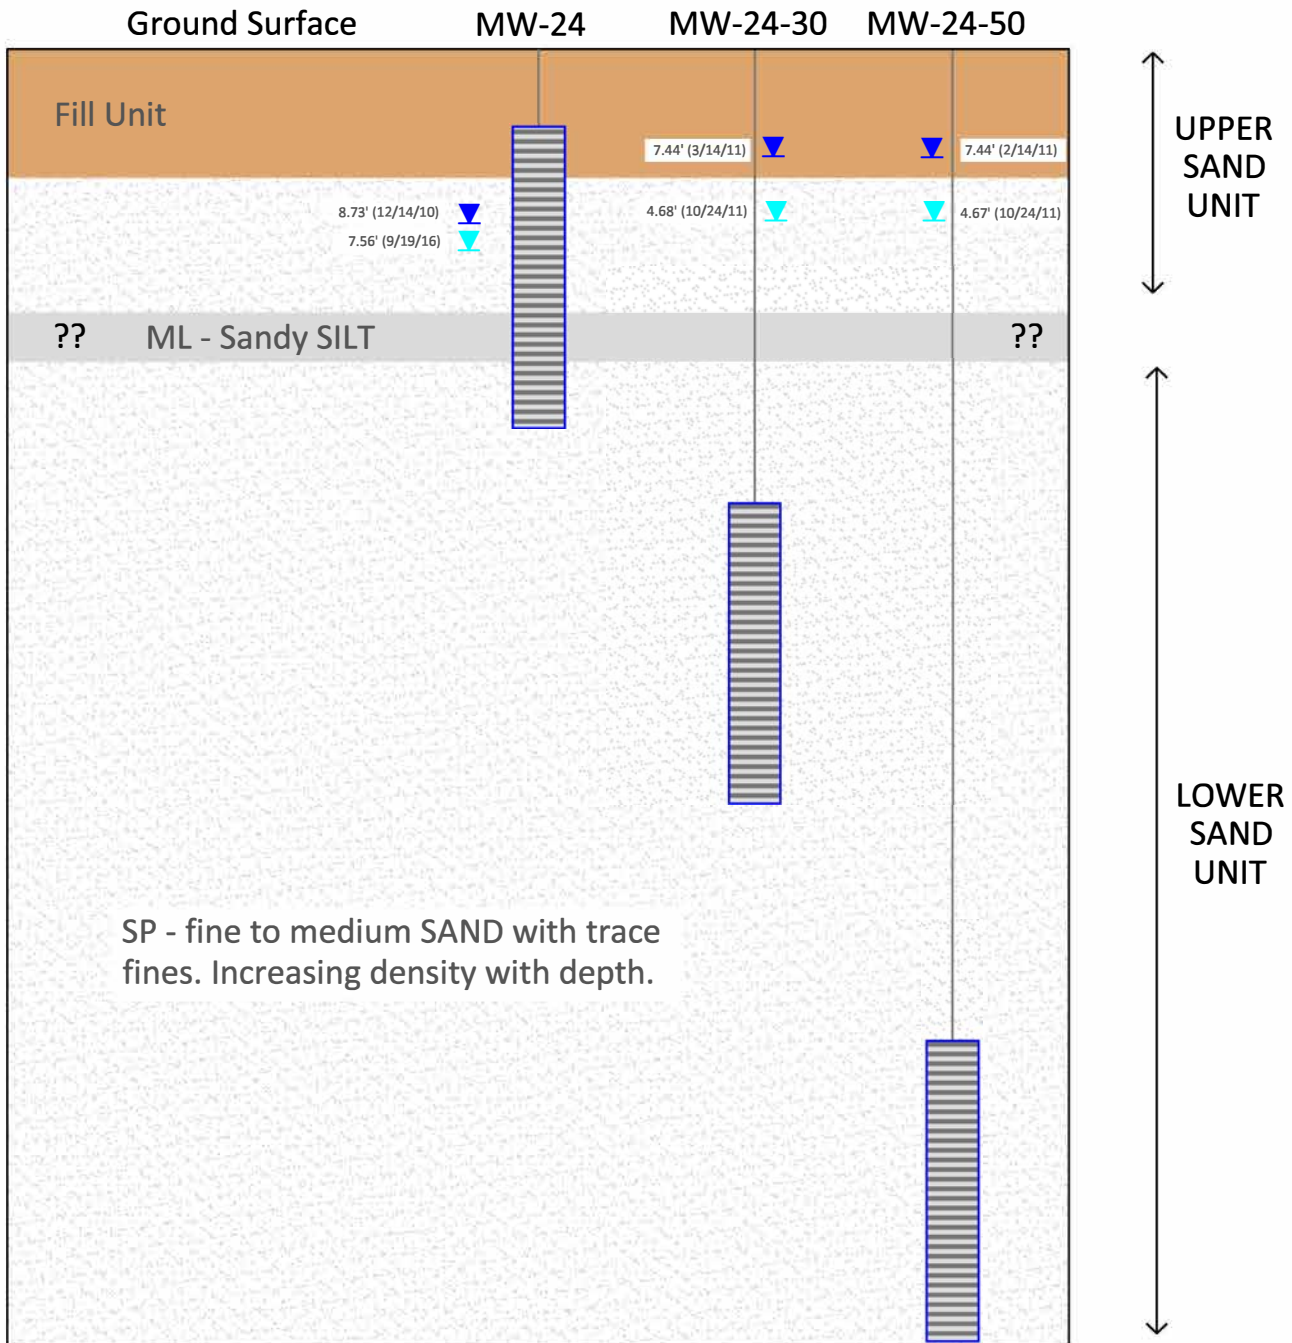 Ground Surface
MW-24
MW-24-30
MW-24-50
Fill Unit
7.44' (3/14/11)
7.44' (2/14/11)
UPPER
SAND
UNIT
8.73' (12/14/10)
4.68' (10/24/11)
4.67' (10/24/11)
7.56' (9/19/16)
??
ML - Sandy SILT
??
LOWER
SAND
UNIT
SP - fine to medium SAND with trace
fines. Increasing density with depth.